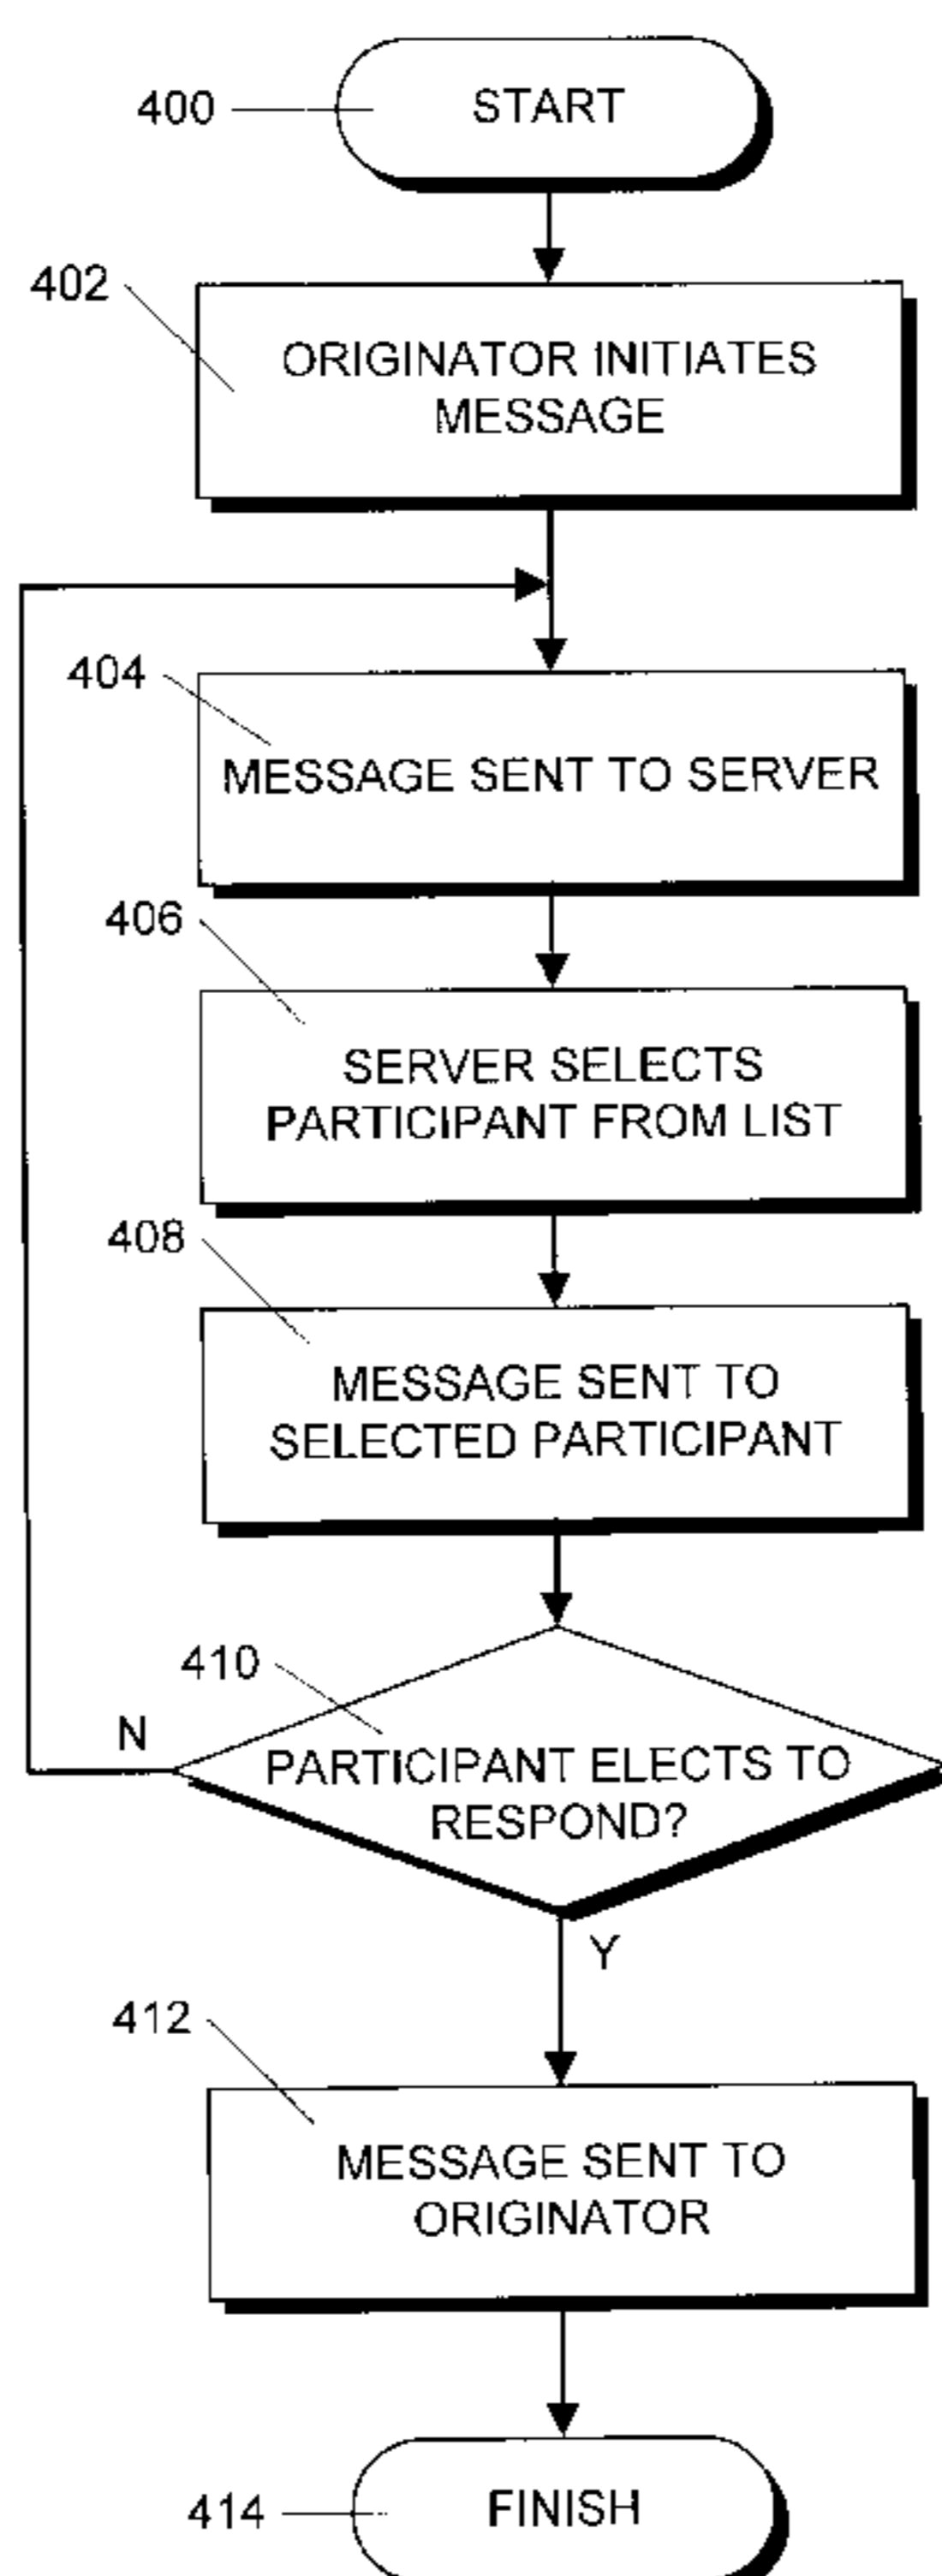 400
START
402
ORIGINATOR INITIATES
MESSAGE
404
MESSAGE SENT TO SERVER
406
SERVER SELECTS
PARTICIPANT FROM LIST
408
MESSAGE SENT TO
SELECTED PARTICIPANT
410
N
PARTICIPANT ELECTS TO
RESPOND?
Y
412
MESSAGE SENT TO
ORIGINATOR
414
FINISH